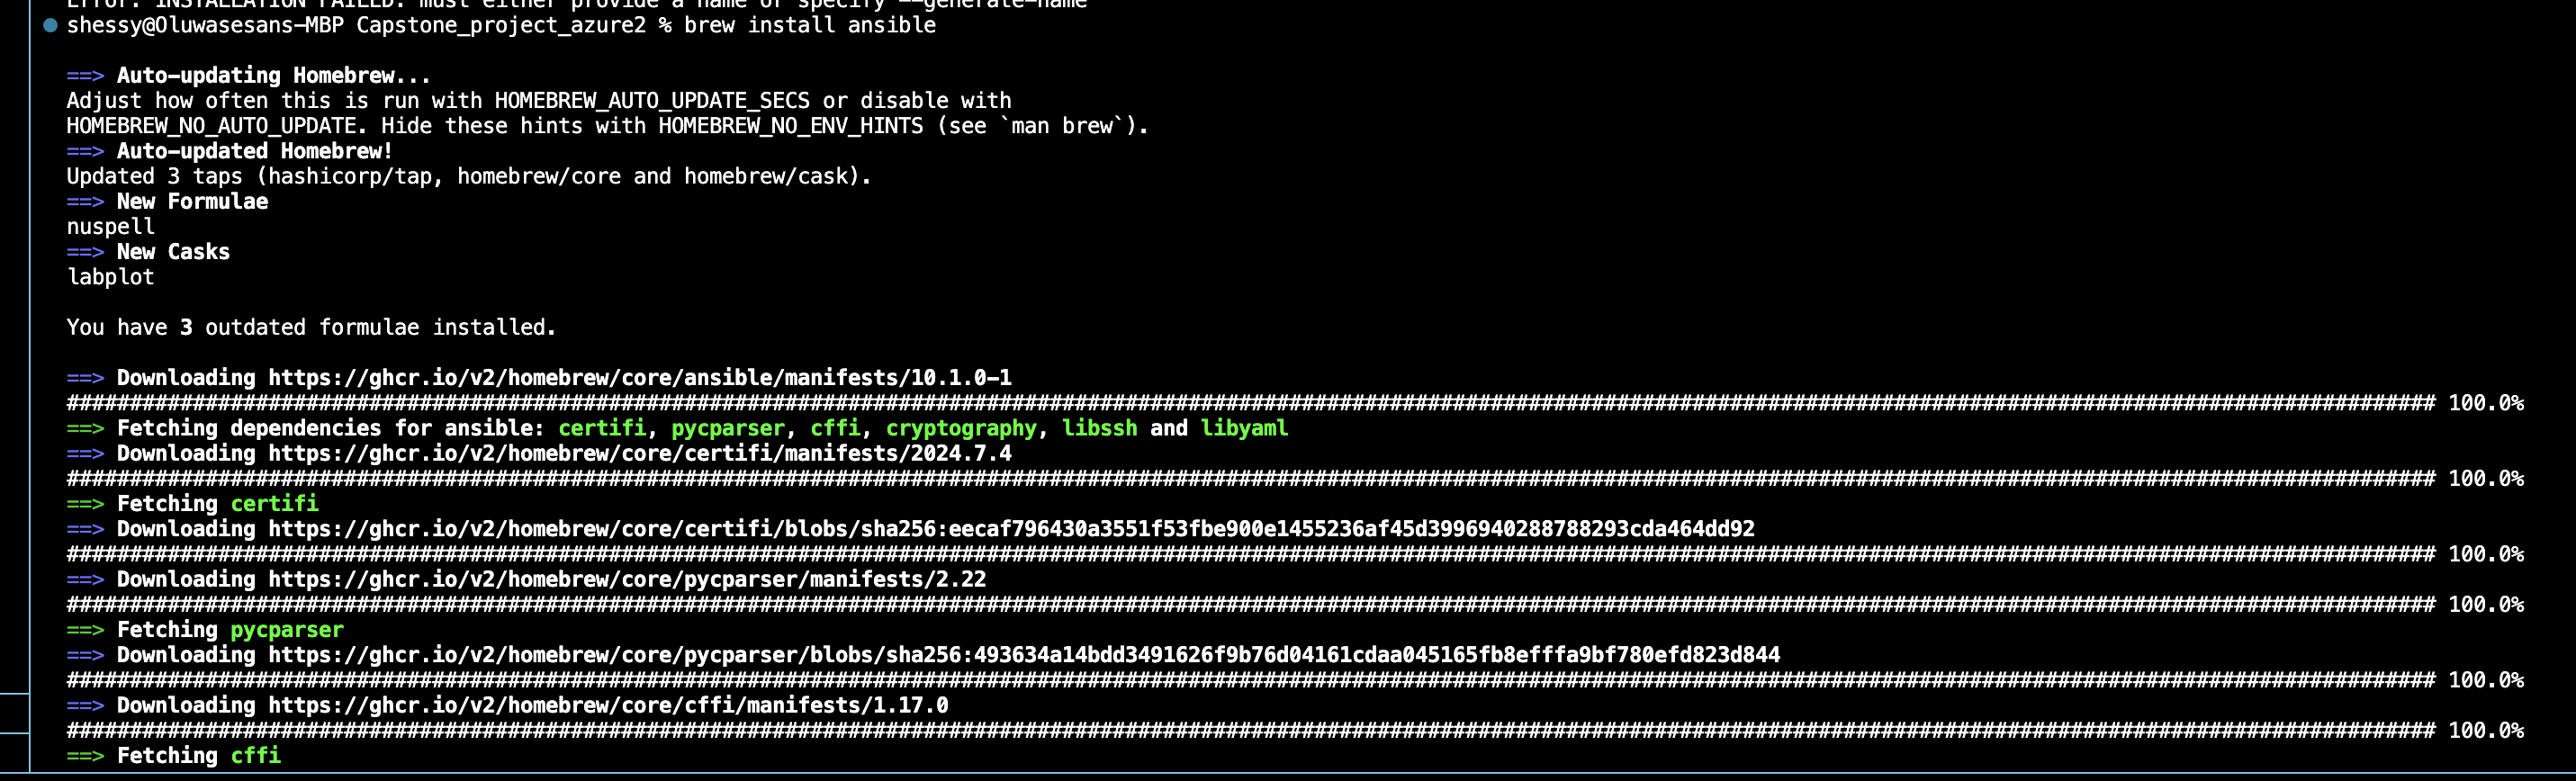 Error: INSTALLATION FAILED: must either provide a name or specify --generate-name
shessy@Oluwasesans-MBP Capstone_project_azure2 % brew install ansible
==> Auto-updating Homebrew...
Adjust how often this is run with HOMEBREW_AUTO_UPDATE_SECS or disable with
HOMEBREW_NO_AUTO_UPDATE. Hide these hints with HOMEBREW_NO_ENV_HINTS (see `man brew`).
==> Auto-updated Homebrew!
Updated 3 taps (hashicorp/tap, homebrew/core and homebrew/cask).
==> New Formulae
nuspell
==> New Casks
labplot
You have 3 outdated formulae installed.
==> Downloading https://ghcr.io/v2/homebrew/core/ansible/manifests/10.1.0-1
############################################################################ 100.0%
==> Fetching dependencies for ansible: certifi, pycparser, cffi, cryptography, libssh and libyaml
==> Downloading https://ghcr.io/v2/homebrew/core/certifi/manifests/2024.7.4
############################################################################ 100.0%
==> Fetching certifi
==> Downloading https://ghcr.io/v2/homebrew/core/certifi/blobs/sha256:eecaf796430a3551f53fbe900e1455236af45d3996940288788293cda464dd92
############################################################################ 100.0%
==> Downloading https://ghcr.io/v2/homebrew/core/pycparser/manifests/2.22
############################################################################ 100.0%
==> Fetching pycparser
==> Downloading https://ghcr.io/v2/homebrew/core/pycparser/blobs/sha256:493634a14bdd3491626f9b76d04161cdaa045165fb8efffa9bf780efd823d844
############################################################################ 100.0%
==> Downloading https://ghcr.io/v2/homebrew/core/cffi/manifests/1.17.0
############################################################################ 100.0%
==> Fetching cffi